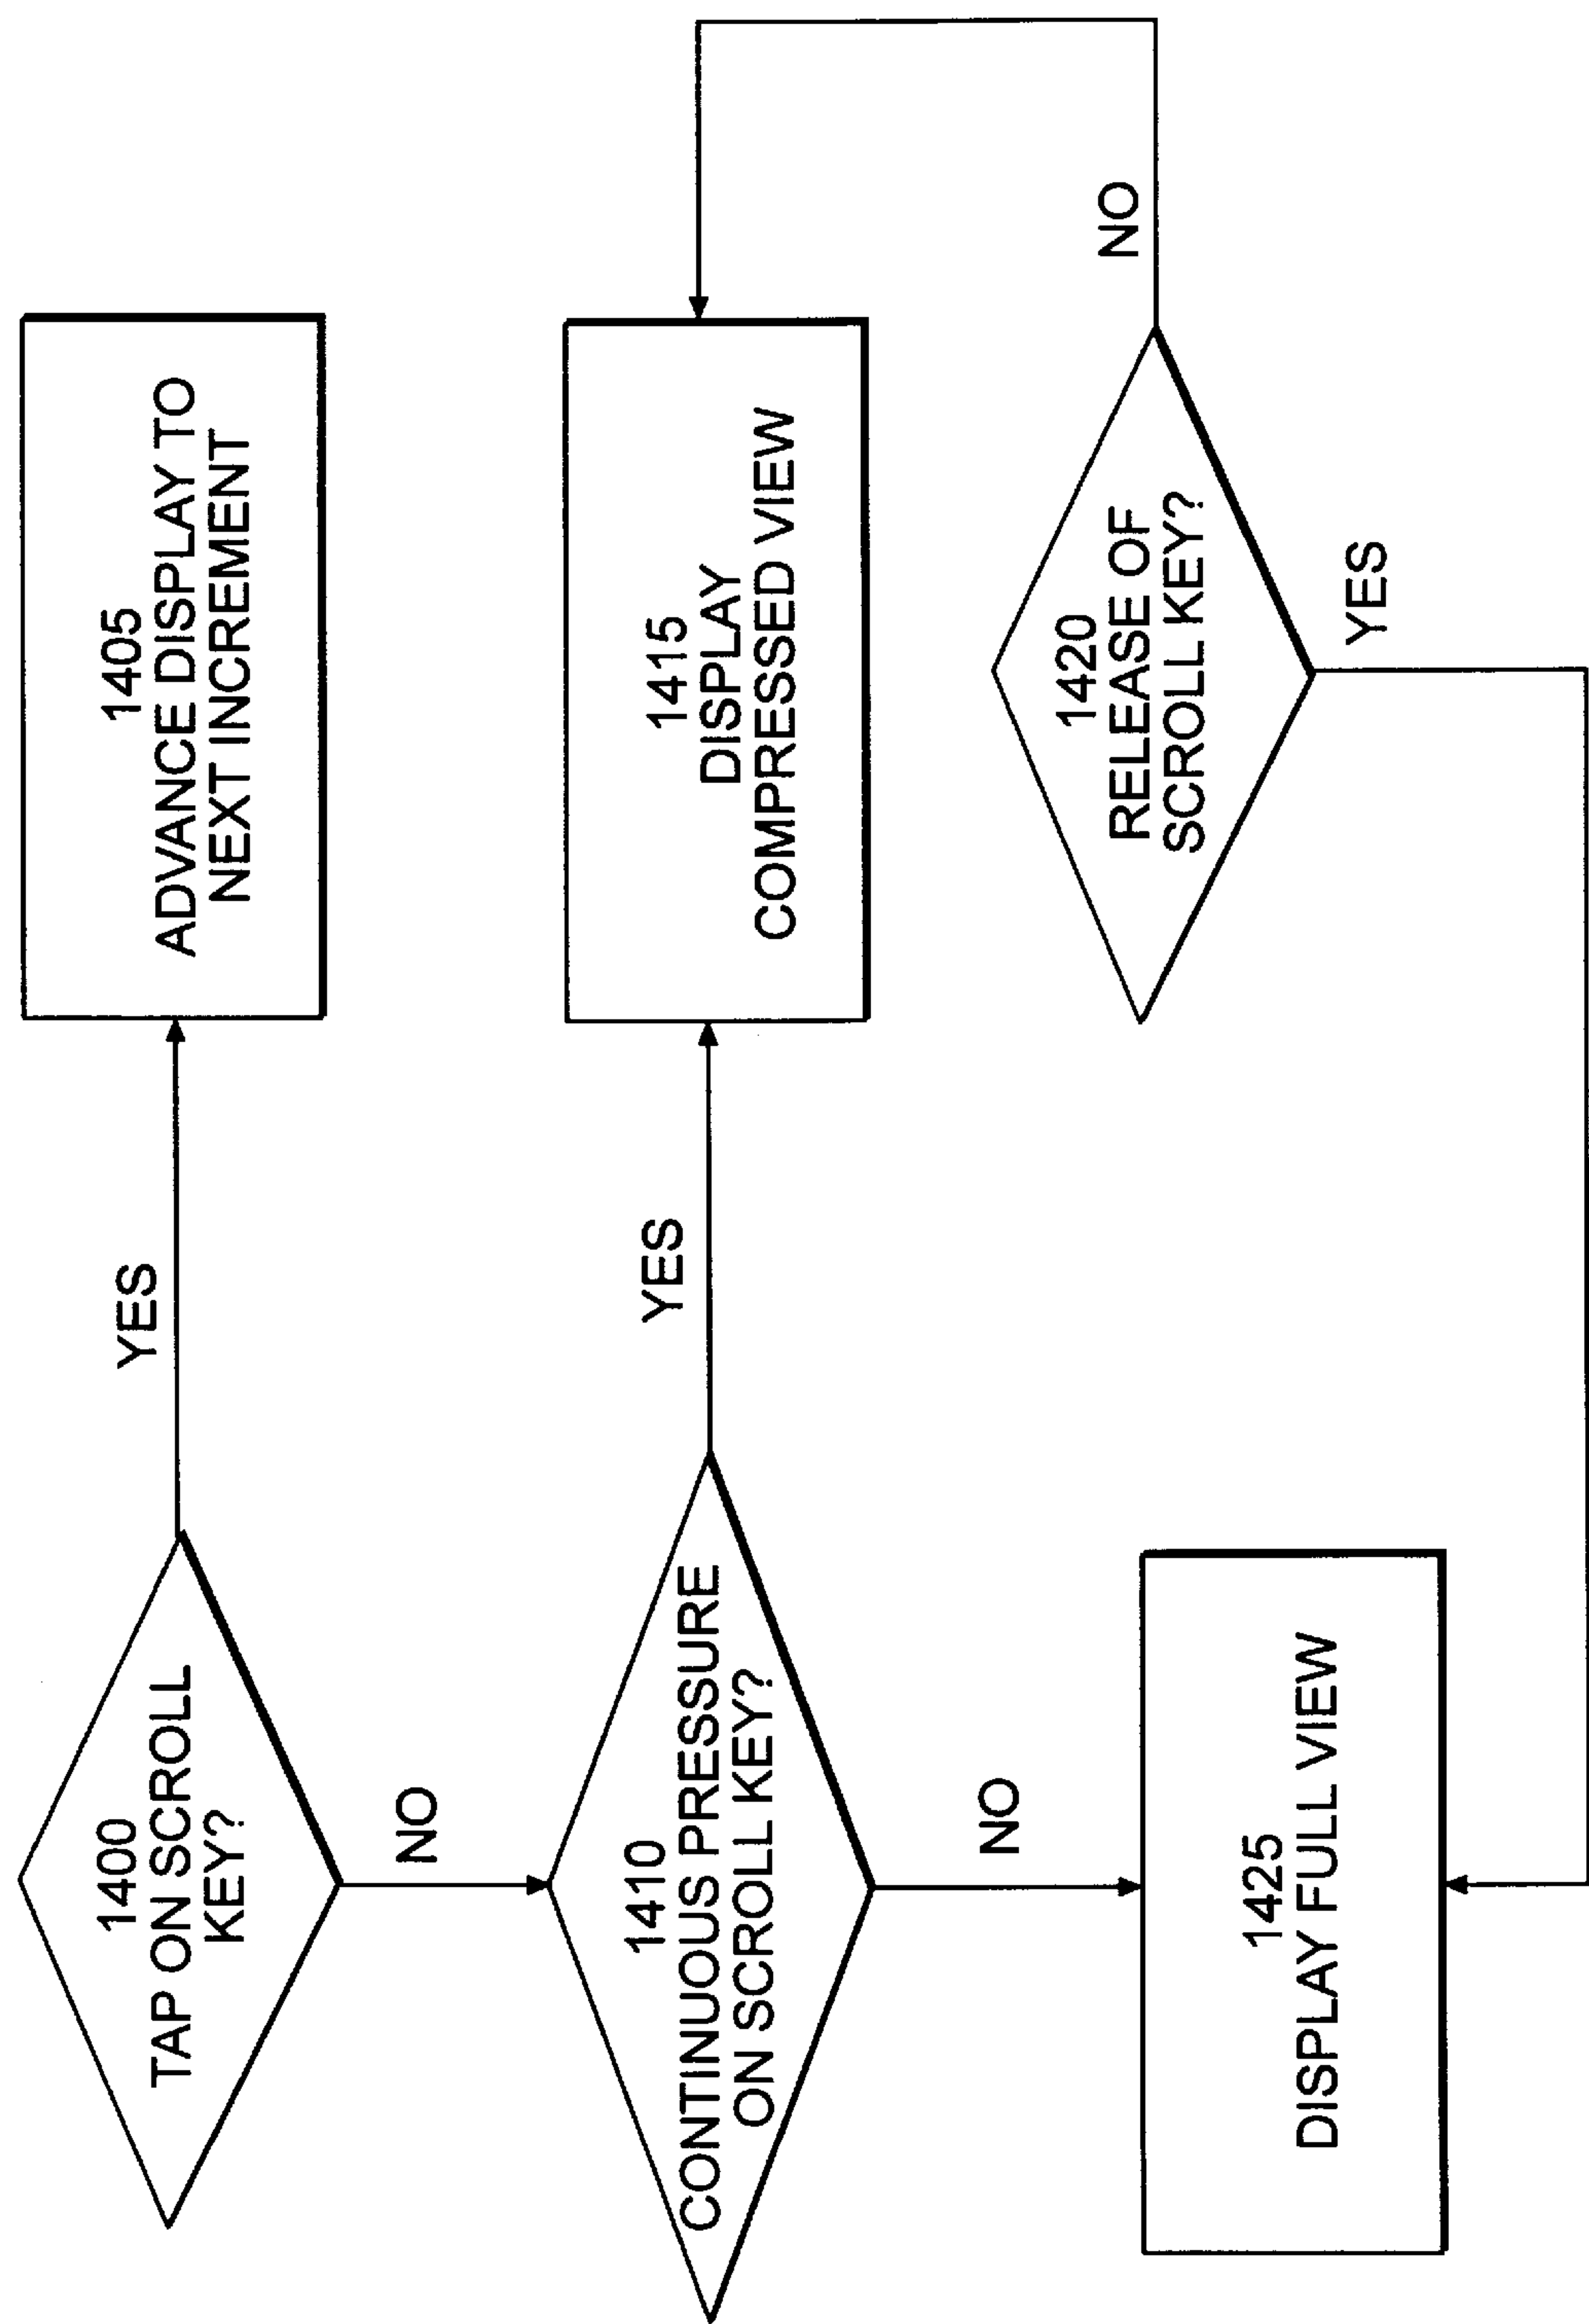 1400
TAP ON SCROLL
KEY?
YES
1405
ADVANCE DISPLAY TO
NEXT INCREMENT
NO
1410
CONTINUOUS PRESSURE
ON SCROLL KEY?
YES
1415
DISPLAY
COMPRESSED VIEW
NO
1420
RELEASE OF
SCROLL KEY?
NO
YES
1425
DISPLAY FULL VIEW